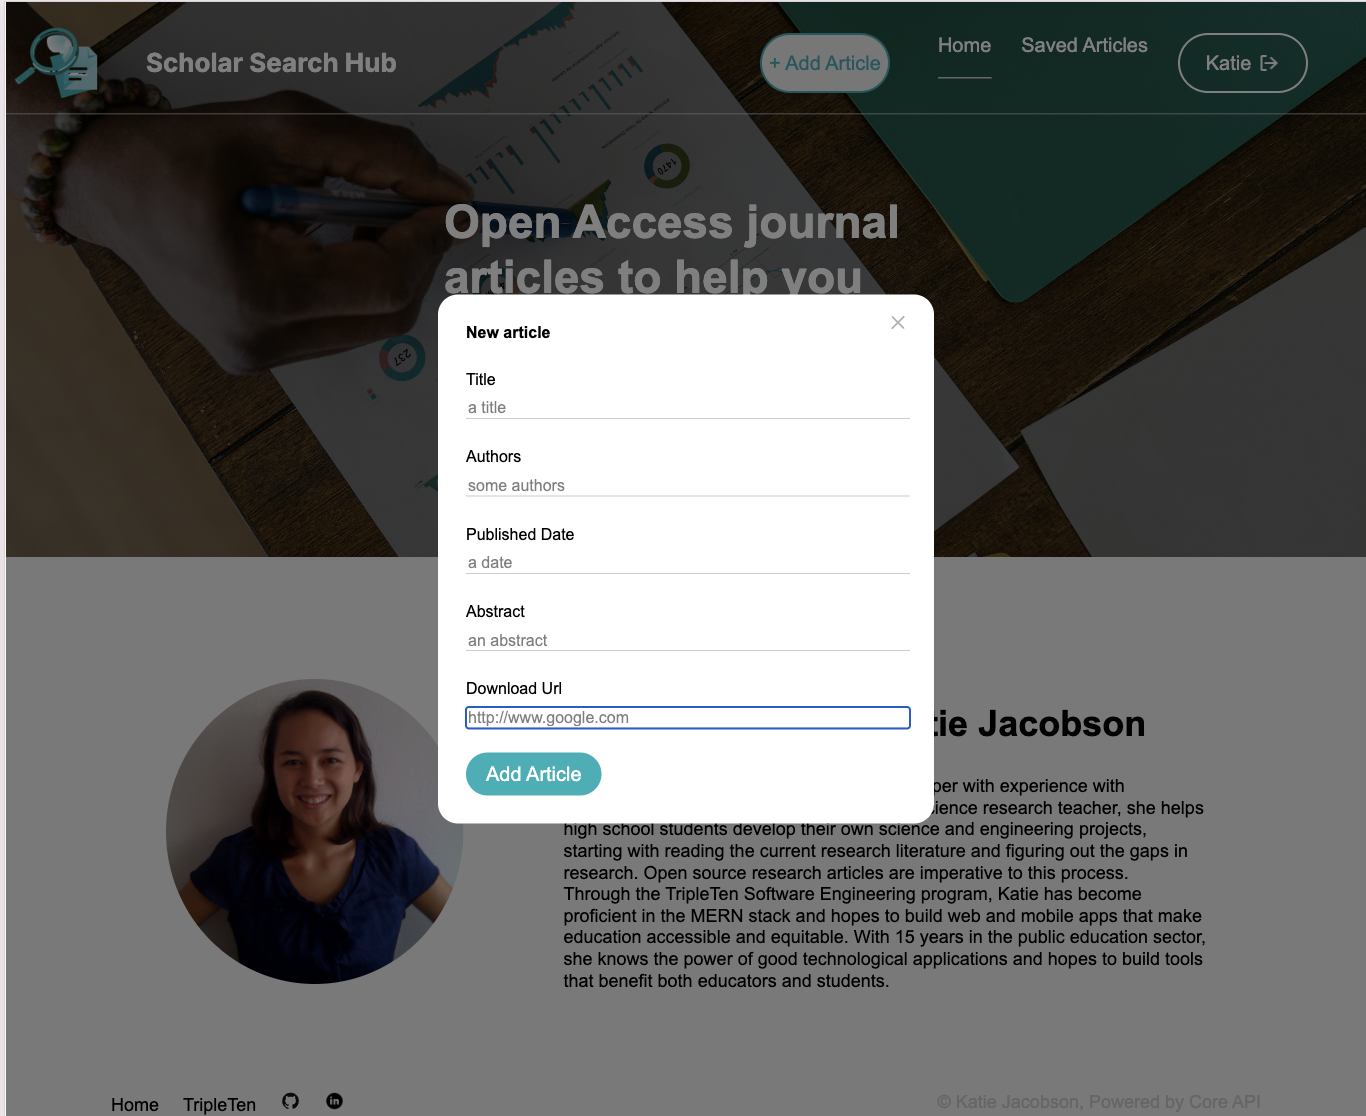 Scholar Search Hub
+ Add Article
Home
Saved Articles
Katie
1470
Open Access journal
articles to help you
237
New article
Title
a title
Authors
some authors
Published Date
a date
Abstract
an abstract
Download Url
http://www.google.com
Add Article
tie Jacobson
per with experience with
ience research teacher, she helps
high school students develop their own science and engineering projects,
starting with reading the current research literature and figuring out the gaps in
research. Open source research articles are imperative to this process.
Through the TripleTen Software Engineering program, Katie has become
proficient in the MERN stack and hopes to build web and mobile apps that make
education accessible and equitable. With 15 years in the public education sector,
she knows the power of good technological applications and hopes to build tools
that benefit both educators and students.
Home
TripleTen
in
© Katie Jacobson, Powered by Core API